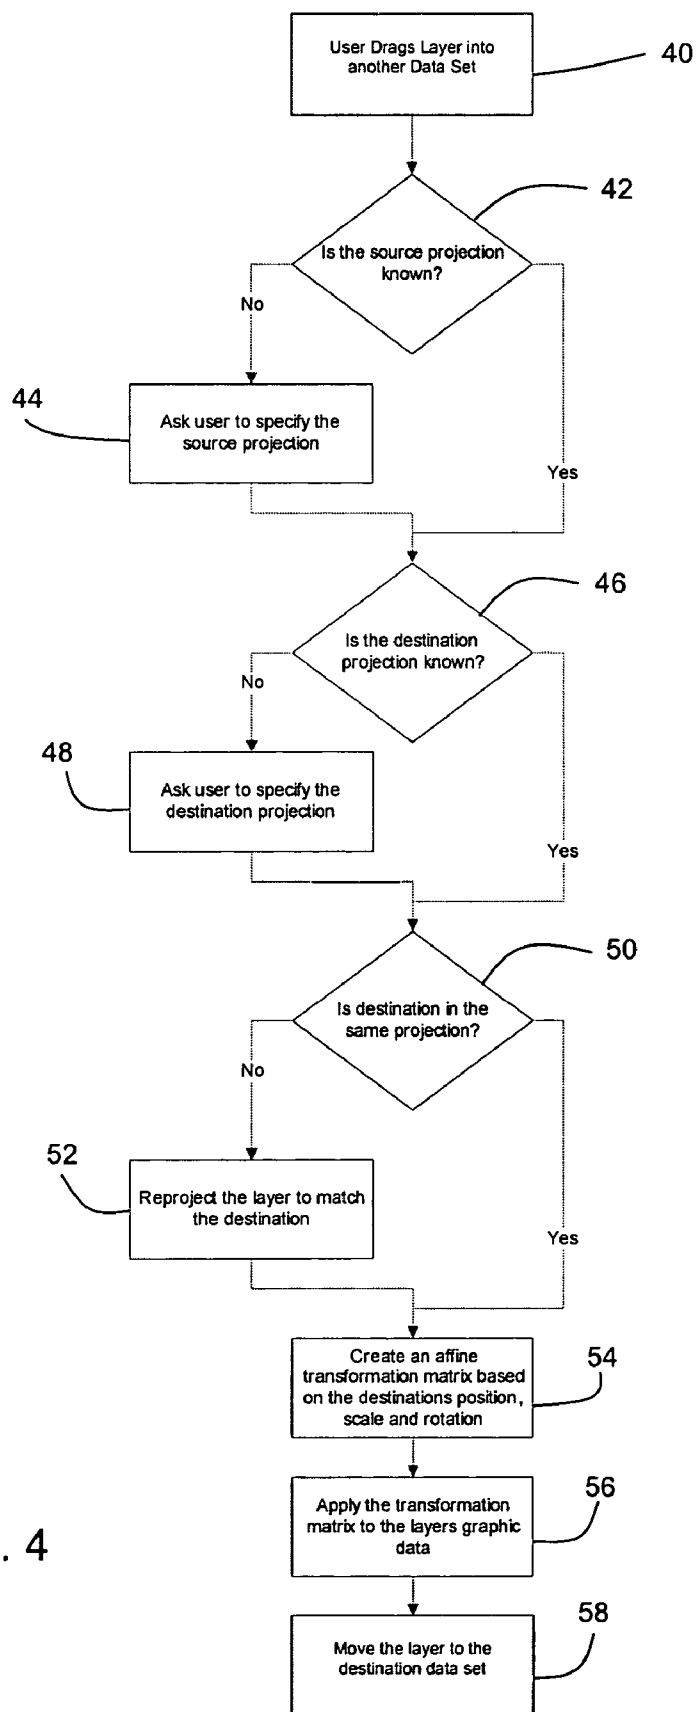 User Drags Layer into
another Data Set
40
42
Is the source projection
known?
No
44
Ask user to specify the
source projection
Yes
46
Is the destination
projection known?
No
48
Ask user to specify the
destination projection
Yes
50
Is destination in the
same projection?
No
52
Reproject the layer to match
the destination
Yes
Create an affine
transformation matrix based
on the destinations position,
scale and rotation
54
56
Apply the transformation
matrix to the layers graphic
data
. 4
58
Move the layer to the
destination data set